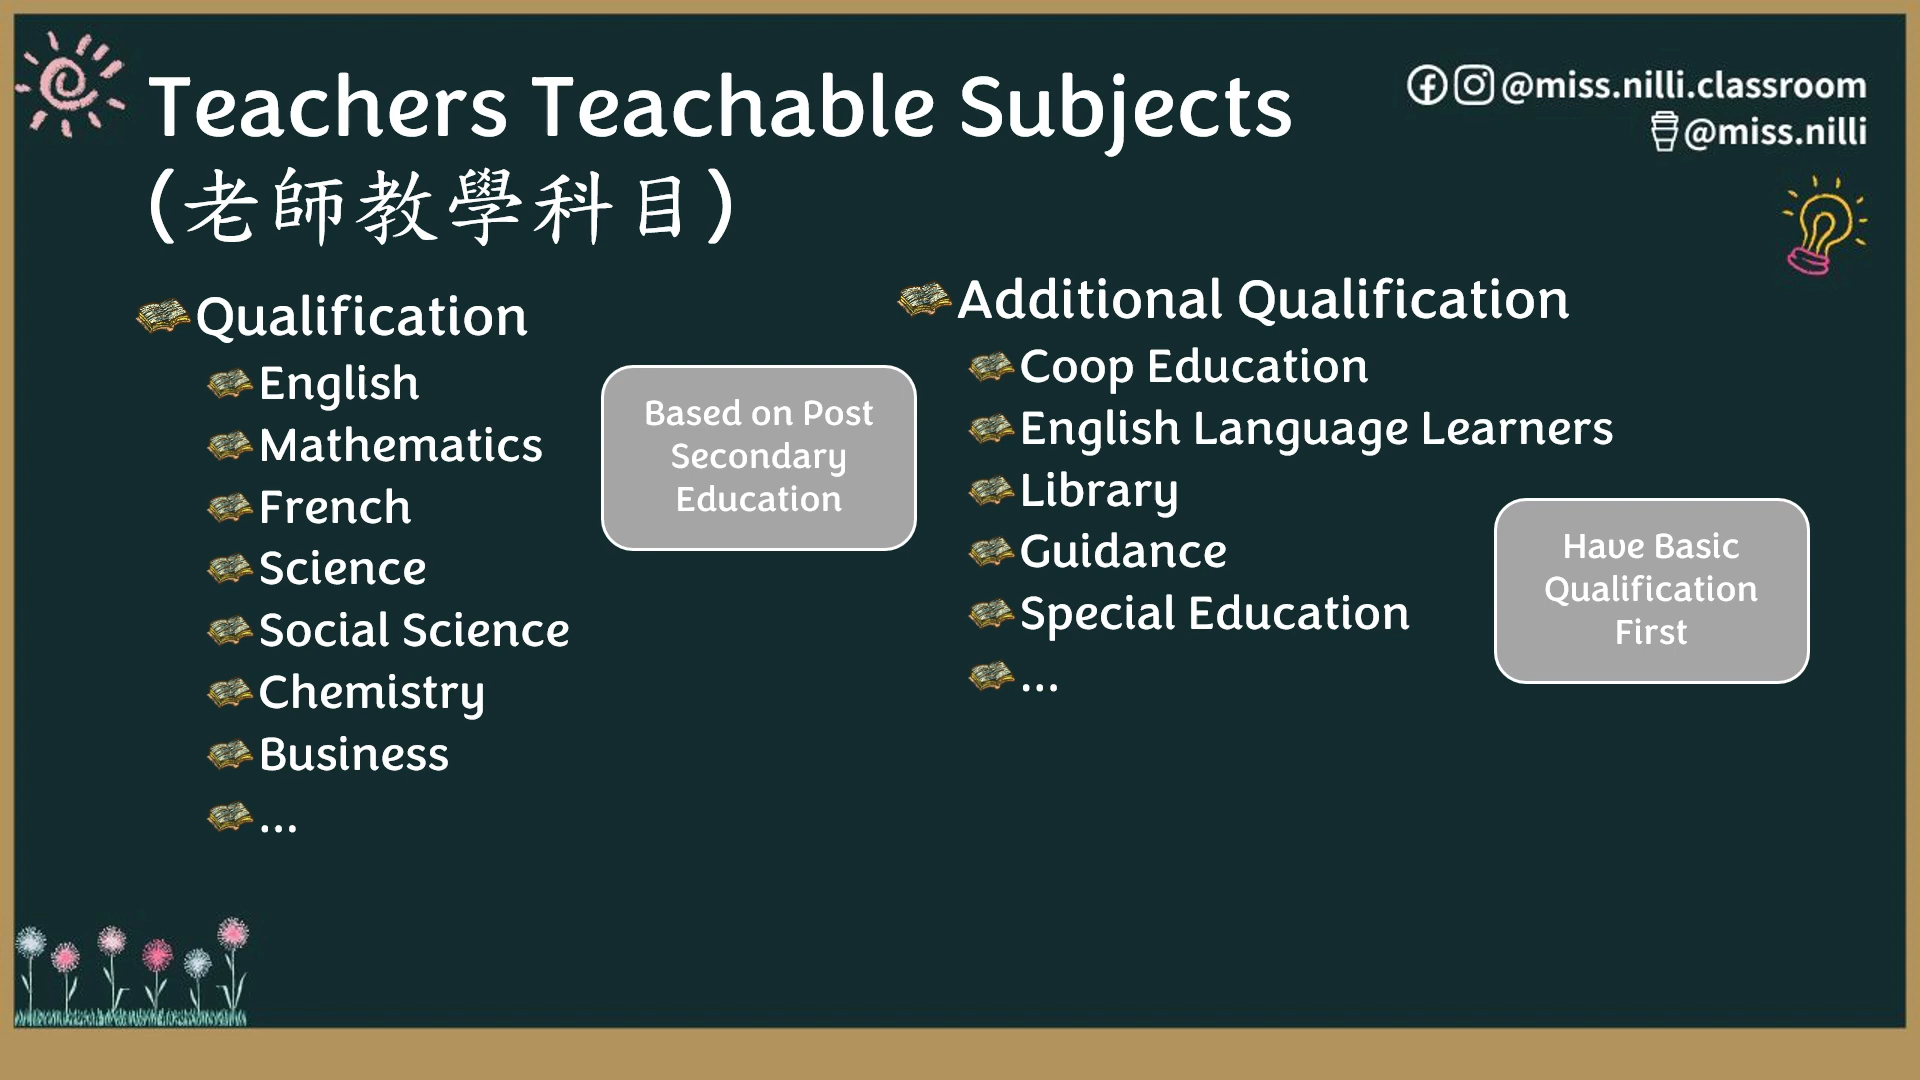 Teachers Teachable Subjects
(老師教學科目)
@miss.nilli.classroom
@miss.nilli
Qualification
English
Mathematics
French
Science
Social Science
Chemistry
Business
...
Based on Post
Secondary
Education
Additional Qualification
Coop Education
English Language Learners
Library
Guidance
Special Education
...
Have Basic
Qualification
First